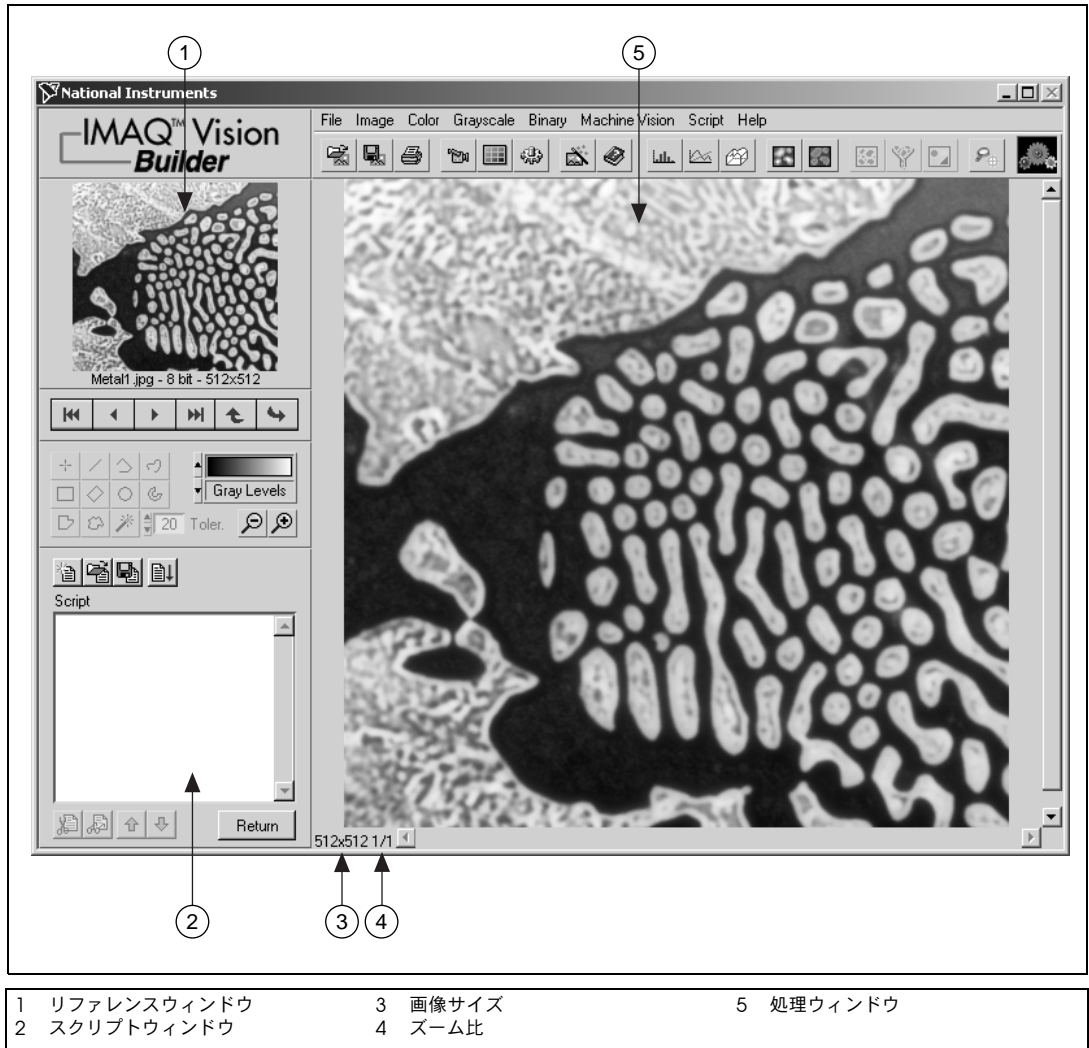 1
5
National Instruments
IMAQ™ Vision
Builder
File Image Color Grayscale Binary Machine Vision Script Help
Metal1.jpg - 8 bit - 512x512
Gray Levels
20 Toler.
Script
Return
512x512 1/1
2
3
4
1 リファレンスウィンドウ
2 スクリプトウィンドウ
3 画像サイズ
4 ズーム比
5 処理ウィンドウ